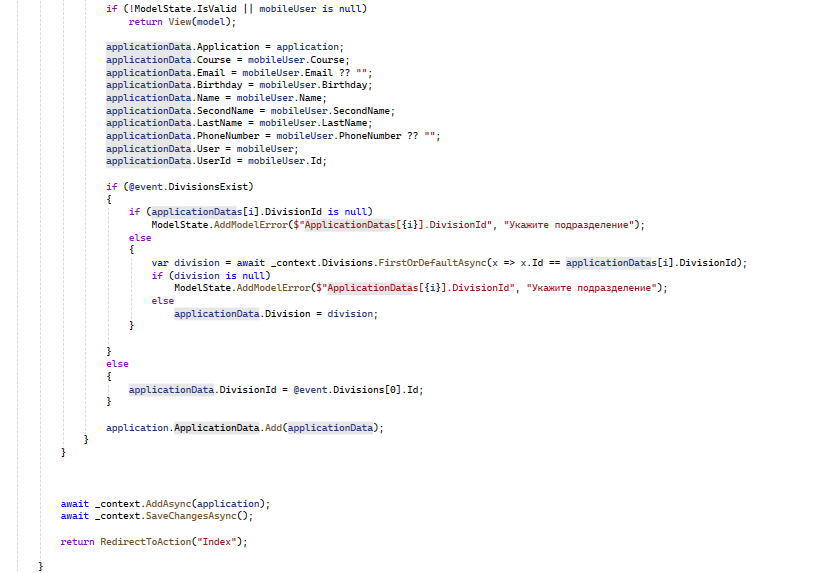 if (!ModelState.IsValid || mobileUser is null)
return View(model);
applicationData.Application = application;
applicationData.Course = mobileUser.Course;
applicationData.Email = mobileUser.Email ?? "";
applicationData.Birthday = mobileUser.Birthday;
applicationData.Name = mobileUser.Name;
applicationData.SecondName = mobileUser.SecondName;
applicationData.LastName = mobileUser.LastName;
applicationData.PhoneNumber = mobileUser.PhoneNumber ?? "";
applicationData.User = mobileUser;
applicationData.UserId = mobileUser.Id;
if (@event.DivisionsExist)
{
if (applicationDatas[i].DivisionId is null)
ModelState.AddModelError($"ApplicationDatas[{i}].DivisionId", "Укажите подразделение");
else
{
var division = await _context.Divisions.FirstOrDefaultAsync(x => x.Id == applicationDatas[i].DivisionId);
if (division is null)
ModelState.AddModelError($"ApplicationDatas[{i}].DivisionId", "Укажите подразделение");
else
applicationData.Division = division;
}
}
else
{
applicationData.DivisionId = @event.Divisions[0].Id;
}
application.ApplicationData.Add(applicationData);
}
}
await _context.AddAsync(application);
await _context.SaveChangesAsync();
return RedirectToAction("Index");
}